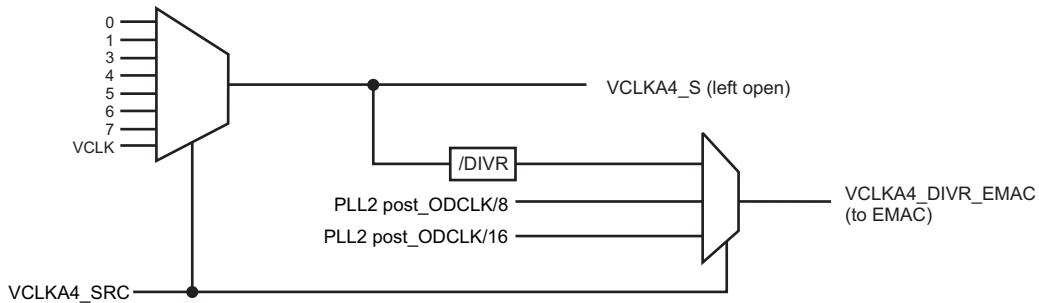 0
1
3
4
5
6
7
VCLK
VCLKA4_S (left open)
/DIVR
PLL2 post_ODCLK/8
VCLKA4_DIVR_EMAC
(to EMAC)
PLL2 post_ODCLK/16
VCLKA4_SRC